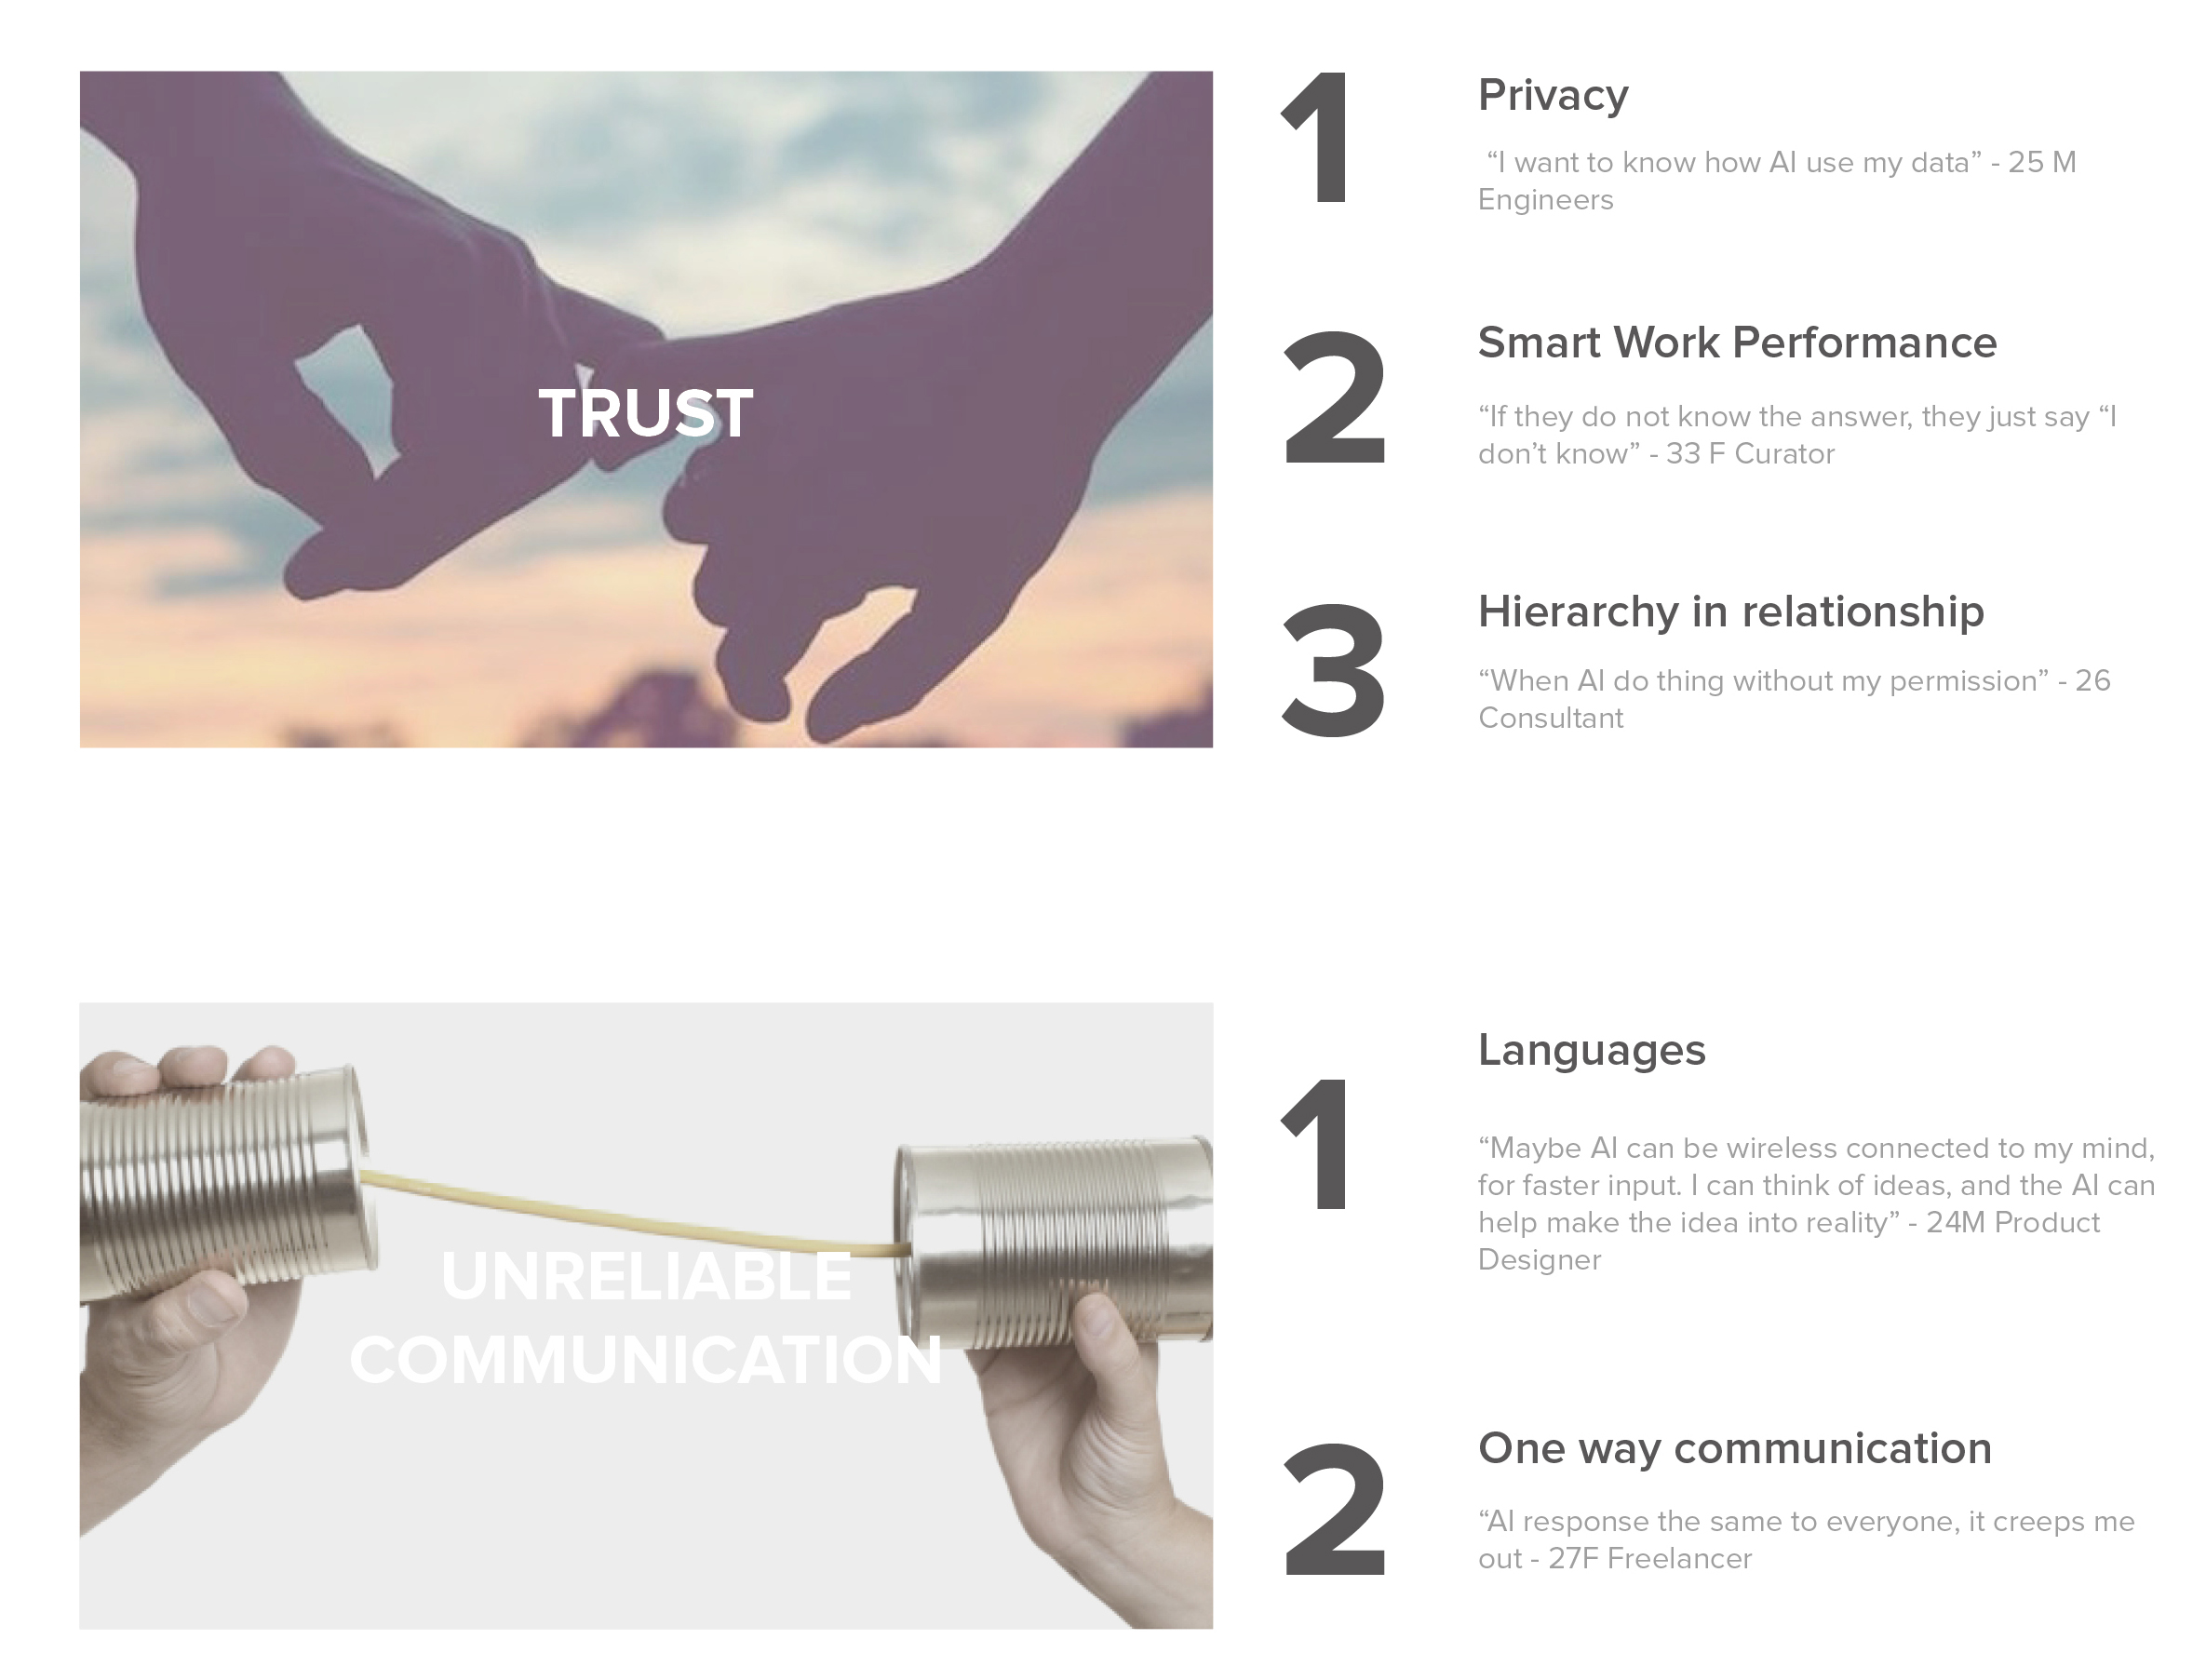 TRUST
1
Privacy
“I want to know how AI use my data” - 25 M
Engineers
2
Smart Work Performance
“If they do not know the answer, they just say “I
don’t know” - 33 F Curator
3
Hierarchy in relationship
“When AI do thing without my permission” - 26
Consultant
UNRELIABLE
COMMUNICATION
1
Languages
“Maybe AI can be wireless connected to my mind,
for faster input. I can think of ideas, and the AI can
help make the idea into reality” - 24M Product
Designer
2
One way communication
“AI response the same to everyone, it creeps me
out - 27F Freelancer